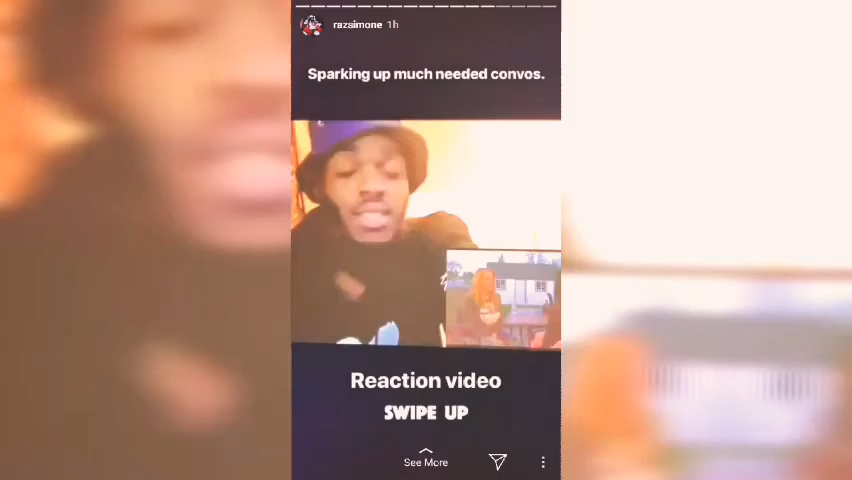 razsimone 1h
Sparking up much needed convos.
Reaction video
SWIPE UP
See More